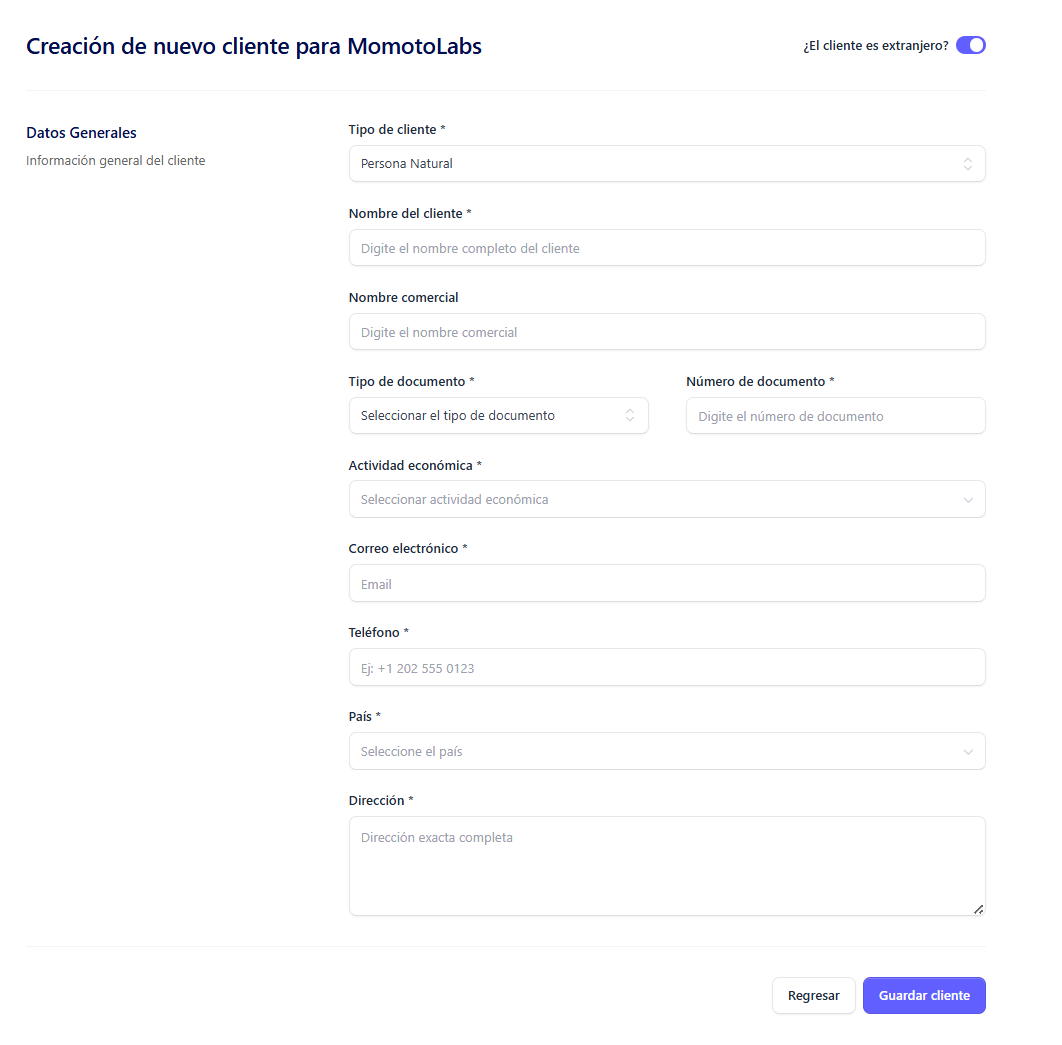 Creación de nuevo cliente para MomotoLabs
¿El cliente es extranjero?
Datos Generales
Información general del cliente
Tipo de cliente *
Persona Natural
Nombre del cliente *
Digite el nombre completo del cliente
Nombre comercial
Digite el nombre comercial
Tipo de documento *
Seleccionar el tipo de documento
Número de documento *
Digite el número de documento
Actividad económica *
Seleccionar actividad económica
Correo electrónico *
Email
Teléfono *
Ej: +1 202 555 0123
País *
Seleccione el país
Dirección *
Dirección exacta completa
Regresar
Guardar cliente